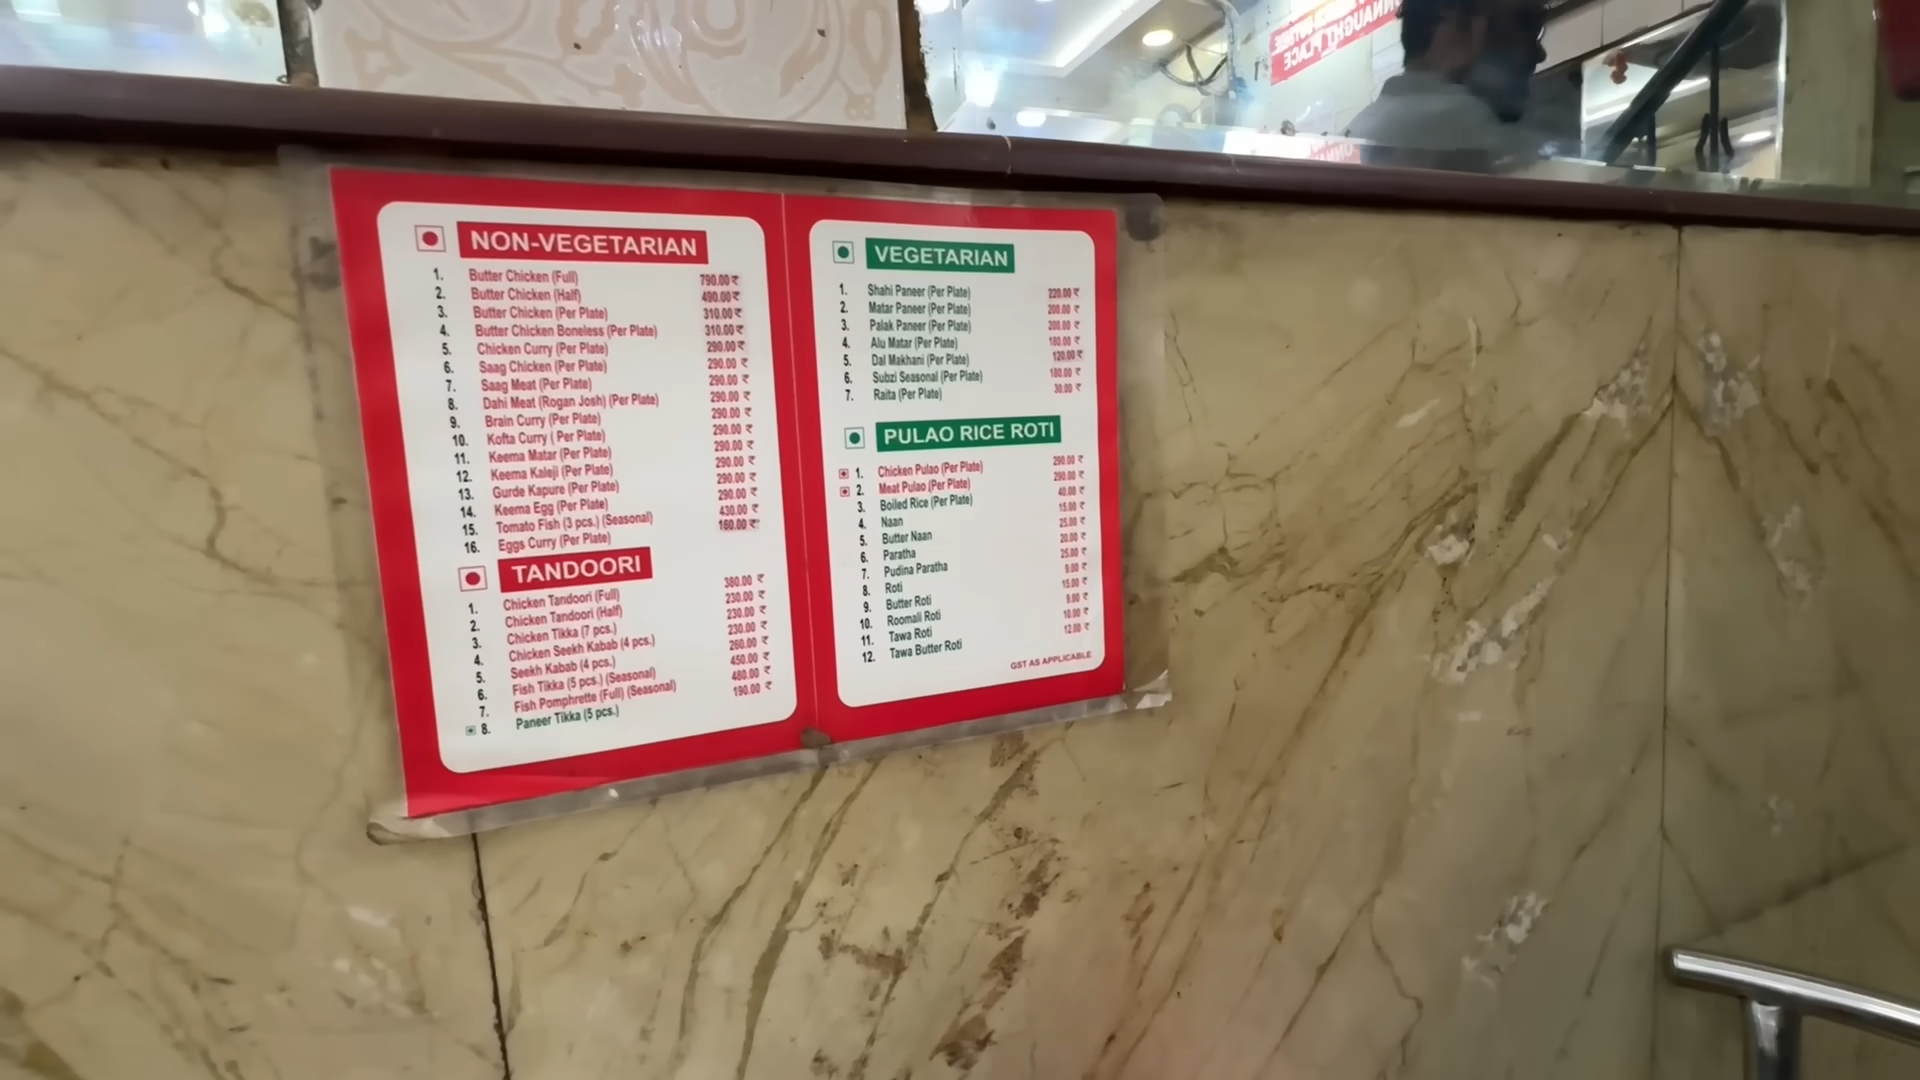 CONNAUGHT PLACE
NON-VEGETARIAN
1. Butter Chicken (Full) 790.00 ₹
2. Butter Chicken (Half) 490.00 ₹
3. Butter Chicken (Per Plate) 310.00 ₹
4. Butter Chicken Boneless (Per Plate) 310.00 ₹
5. Chicken Curry (Per Plate) 290.00 ₹
6. Saag Chicken (Per Plate) 290.00 ₹
7. Saag Meat (Per Plate) 290.00 ₹
8. Dahi Meat (Rogan Josh) (Per Plate) 290.00 ₹
9. Brain Curry (Per Plate) 290.00 ₹
10. Kofta Curry ( Per Plate) 290.00 ₹
11. Keema Matar (Per Plate) 290.00 ₹
12. Keema Kaleji (Per Plate) 290.00 ₹
13. Gurde Kapure (Per Plate) 290.00 ₹
14. Keema Egg (Per Plate) 290.00 ₹
15. Tomato Fish (3 pcs.) (Seasonal) 430.00 ₹
16. Eggs Curry (Per Plate) 160.00 ₹
TANDOORI
1. Chicken Tandoori (Full) 380.00 ₹
2. Chicken Tandoori (Half) 230.00 ₹
3. Chicken Tikka (7 pcs.) 230.00 ₹
4. Chicken Seekh Kabab (4 pcs.) 230.00 ₹
5. Seekh Kabab (4 pcs.) 260.00 ₹
6. Fish Tikka (5 pcs.) (Seasonal) 450.00 ₹
7. Fish Pomphrette (Full) (Seasonal) 480.00 ₹
8. Paneer Tikka (5 pcs.) 190.00 ₹
VEGETARIAN
1. Shahi Paneer (Per Plate) 220.00 ₹
2. Matar Paneer (Per Plate) 200.00 ₹
3. Palak Paneer (Per Plate) 200.00 ₹
4. Alu Matar (Per Plate) 180.00 ₹
5. Dal Makhani (Per Plate) 120.00 ₹
6. Subzi Seasonal (Per Plate) 180.00 ₹
7. Raita (Per Plate) 30.00 ₹
PULAO RICE ROTI
1. Chicken Pulao (Per Plate) 290.00 ₹
2. Meat Pulao (Per Plate) 290.00 ₹
3. Boiled Rice (Per Plate) 40.00 ₹
4. Naan 15.00 ₹
5. Butter Naan 25.00 ₹
6. Paratha 20.00 ₹
7. Pudina Paratha 25.00 ₹
8. Roti 9.00 ₹
9. Butter Roti 15.00 ₹
10. Roomali Roti 9.00 ₹
11. Tawa Roti 10.00 ₹
12. Tawa Butter Roti 12.00 ₹
GST AS APPLICABLE